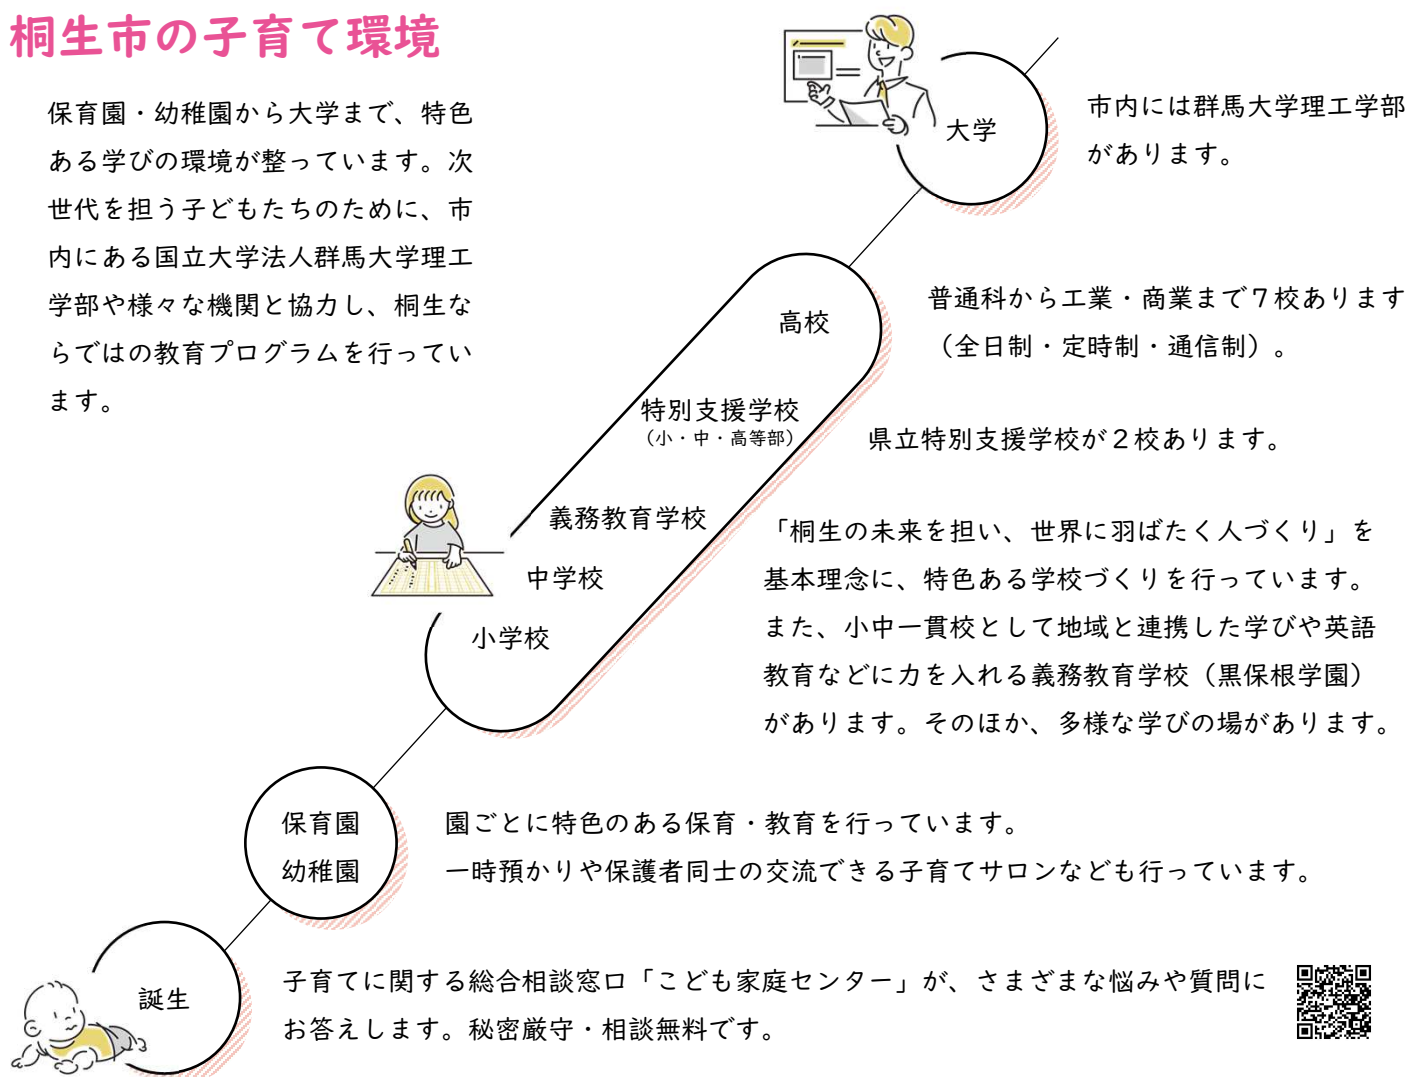 桐生市の子育て環境
保育園・幼稚園から大学まで、特色
ある学びの環境が整っています。次
世代を担う子どもたちのために、市
内にある国立大学法人群馬大学理工
学部や様々な機関と協力し、桐生な
らではの教育プログラムを行ってい
ます。
大学
市内には群馬大学理工学部
があります。
高校
普通科から工業・商業まで7校あります
（全日制・定時制・通信制）。
特別支援学校
（小・中・高等部）
県立特別支援学校が2校あります。
義務教育学校
中学校
小学校
「桐生の未来を担い、世界に羽ばたく人づくり」を
基本理念に、特色ある学校づくりを行っています。
また、小中一貫校として地域と連携した学びや英語
教育などに力を入れる義務教育学校（黒保根学園）
があります。そのほか、多様な学びの場があります。
保育園
幼稚園
園ごとに特色のある保育・教育を行っています。
一時預かりや保護者同士の交流できる子育てサロンなども行っています。
誕生
子育てに関する総合相談窓口「こども家庭センター」が、さまざまな悩みや質問に
お答えします。秘密厳守・相談無料です。